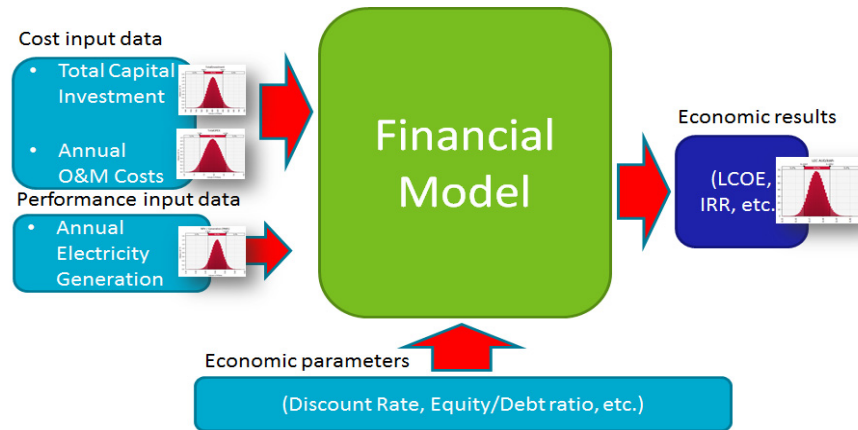 Cost input data
• Total Capital
Investment
• Annual
O&M Costs
Performance input data
• Annual
Electricity
Generation
Financial
Model
Economic results
(LCOE,
IRR, etc.
Economic parameters
(Discount Rate, Equity/Debt ratio, etc.)